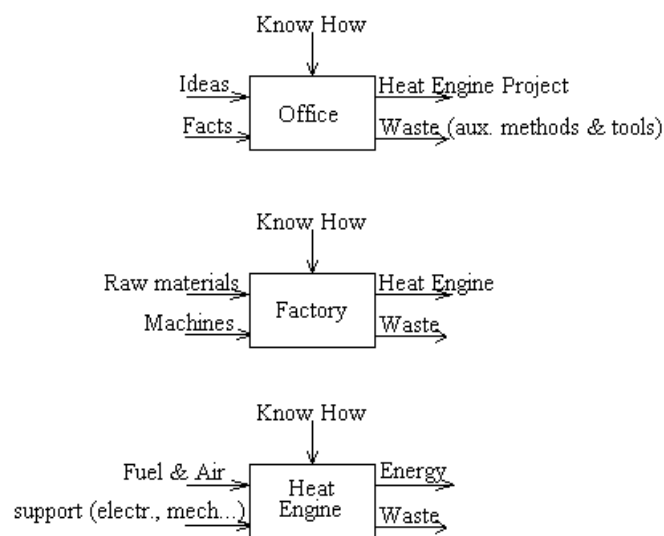 Know How
Ideas
Heat Engine Project
Office
Facts
Waste (aux. methods & tools)
Know How
Raw materials
Heat Engine
Factory
Machines
Waste
Know How
Fuel & Air
Energy
Heat
Engine
support (electr., mech...)
Waste